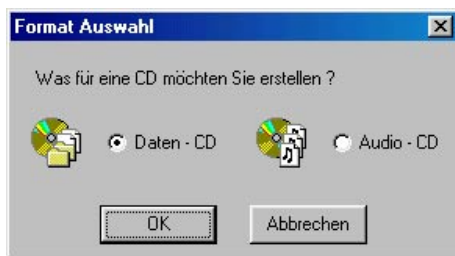 Format Auswahl
Was für eine CD möchten Sie erstellen ?
Daten - CD Audio - CD
OK Abbrechen